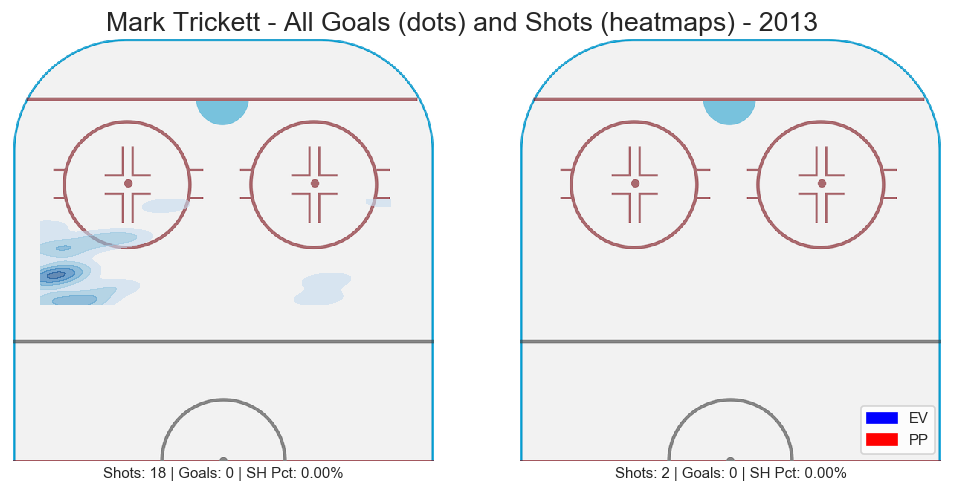 Mark Trickett - All Goals (dots) and Shots (heatmaps) - 2013
EV
PP
Shots: 18 | Goals: 0 | SH Pct: 0.00%
Shots: 2 | Goals: 0 | SH Pct: 0.00%